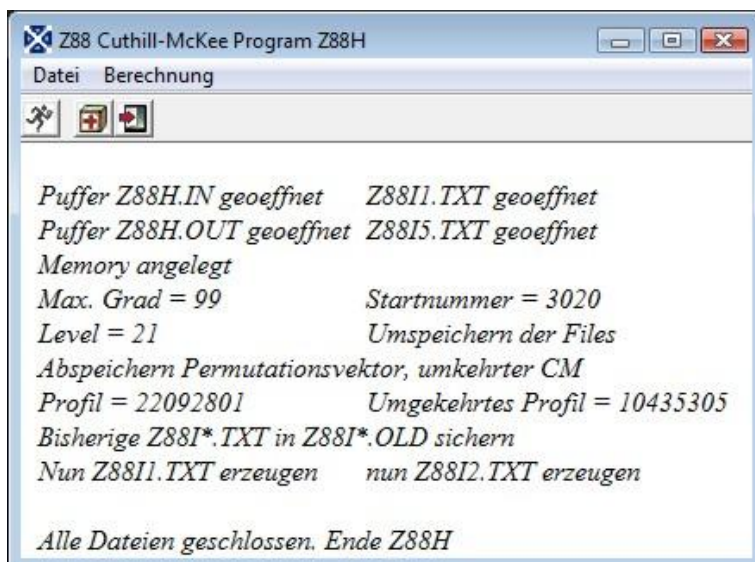 Z88 Cuthill-McKee Program Z88H
Datei Berechnung
Puffer Z88H.IN geoeffnet Z88I1.TXT geoeffnet
Puffer Z88H.OUT geoeffnet Z88I5.TXT geoeffnet
Memory angelegt
Max. Grad = 99 Startnummer = 3020
Level = 21 Umspeichern der Files
Abspeichern Permutationsvektor, umkehrter CM
Profil = 22092801 Umgekehrtes Profil = 10435305
Bisherige Z88I*.TXT in Z88I*.OLD sichern
Nun Z88I1.TXT erzeugen nun Z88I2.TXT erzeugen
Alle Dateien geschlossen. Ende Z88H